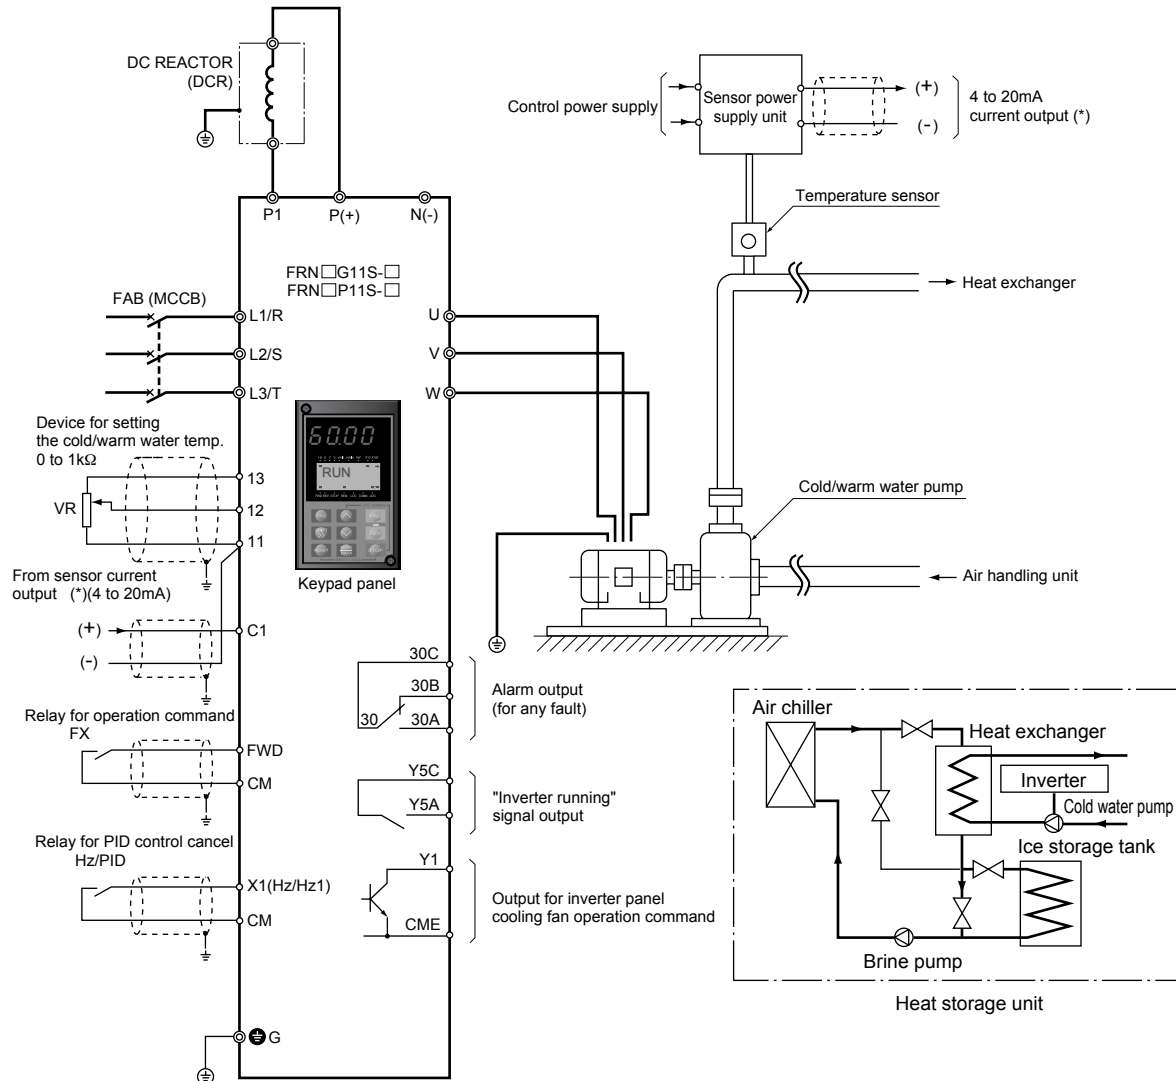 DC REACTOR
(DCR)
P1
P(+)
N(-)
FRN□G11S-□
FRN□P11S-□
FAB (MCCB)
L1/R
L2/S
L3/T
U
V
W
Device for setting
the cold/warm water temp.
0 to 1kΩ
VR
13
12
11
60.00
RUN
STOP
Keypad panel
From sensor current
output (*)(4 to 20mA)
(+)
(-)
C1
Relay for operation command
FX
FWD
CM
Relay for PID control cancel
Hz/PID
X1(Hz/Hz1)
CM
G
30C
30B
30
30A
Alarm output
(for any fault)
Y5C
Y5A
"Inverter running"
signal output
Y1
CME
Output for inverter panel
cooling fan operation command
Control power supply
Sensor power
supply unit
(+)
(-)
4 to 20mA
current output (*)
Temperature sensor
Heat exchanger
Cold/warm water pump
Air handling unit
Air chiller
Heat exchanger
Inverter
Cold water pump
Ice storage tank
Brine pump
Heat storage unit